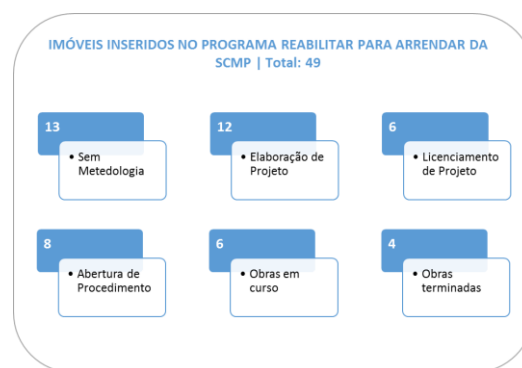 IMÓVEIS INSERIDOS NO PROGRAMA REABILITAR PARA ARRENDAR DA
SCMP | Total: 49
13
• Sem
Metedologia
12
• Elaboração de
Projeto
6
• Licenciamento
de Projeto
8
• Abertura de
Procedimento
6
• Obras em
curso
4
• Obras
terminadas